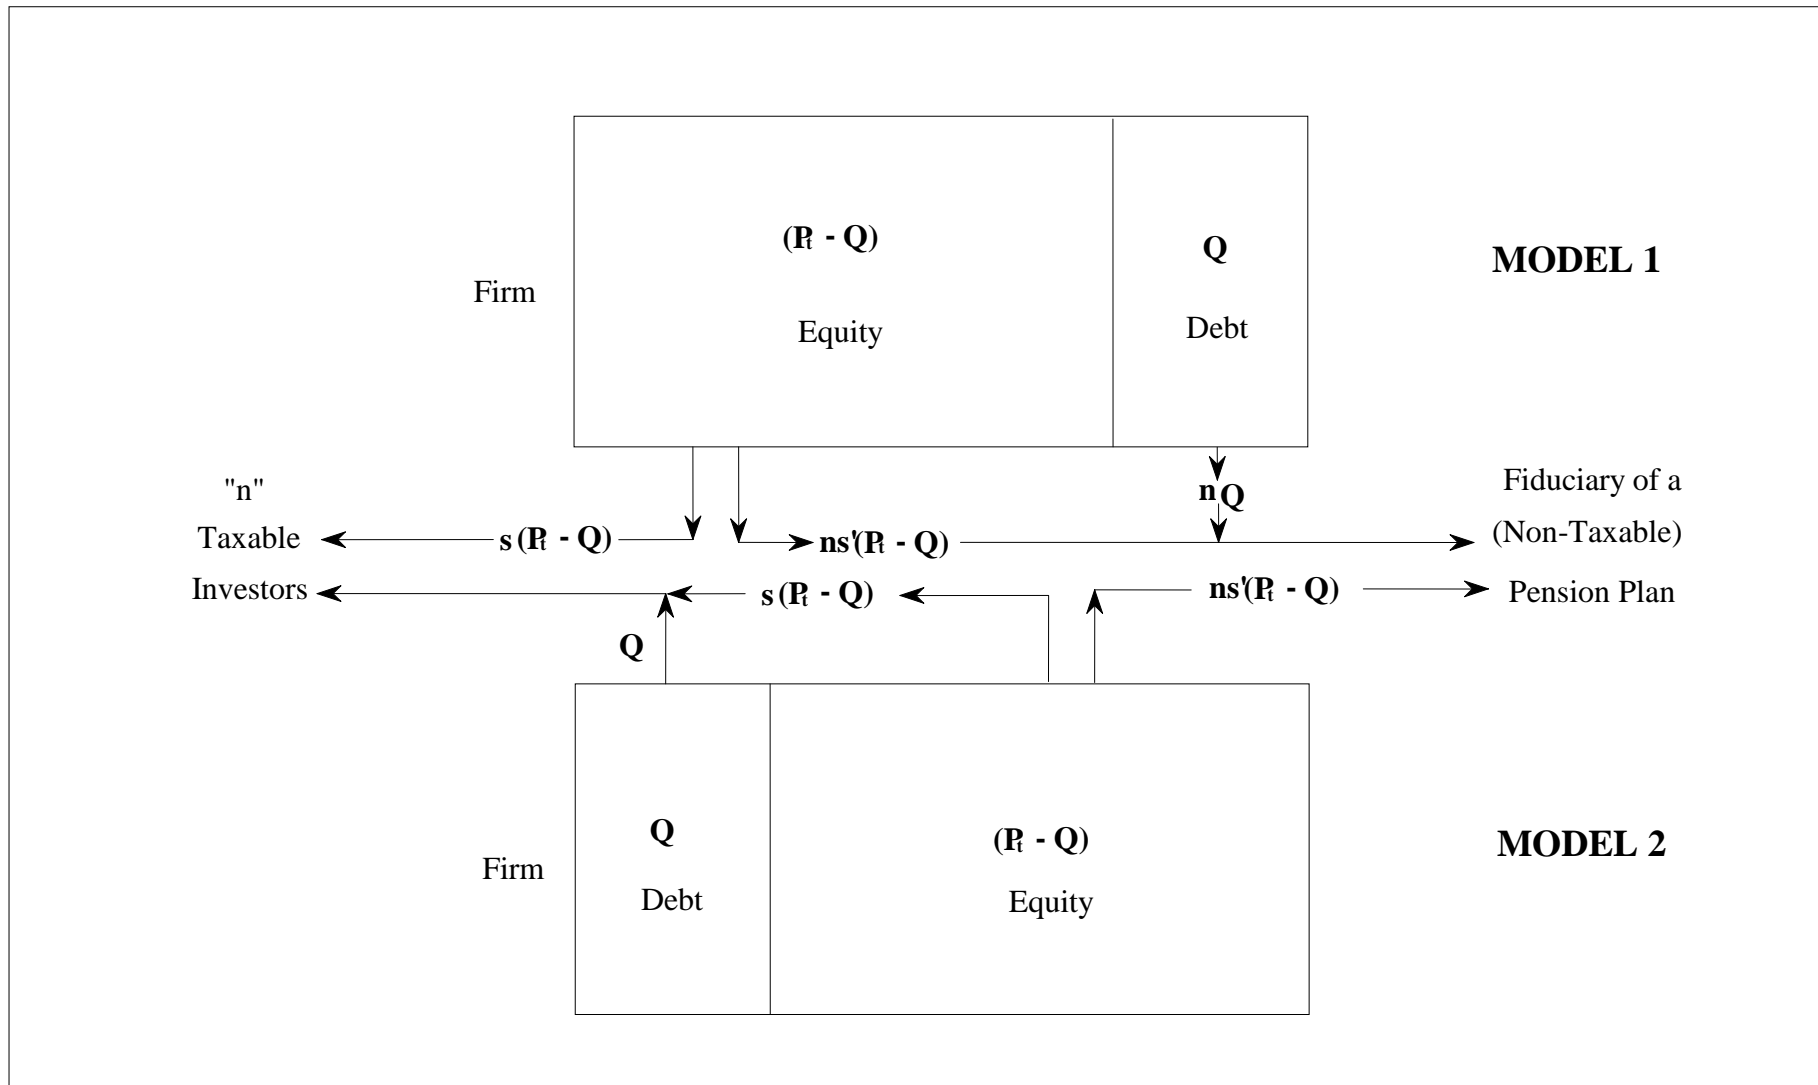 (Pt - Q)
Q
MODEL 1
Firm
Equity
Debt
"n"
Taxable
Investors
s(Pt - Q)
ns'(Pt - Q)
nQ
Fiduciary of a
(Non-Taxable)
Pension Plan
s(Pt - Q)
ns'(Pt - Q)
Q
Q
(Pt - Q)
MODEL 2
Firm
Debt
Equity